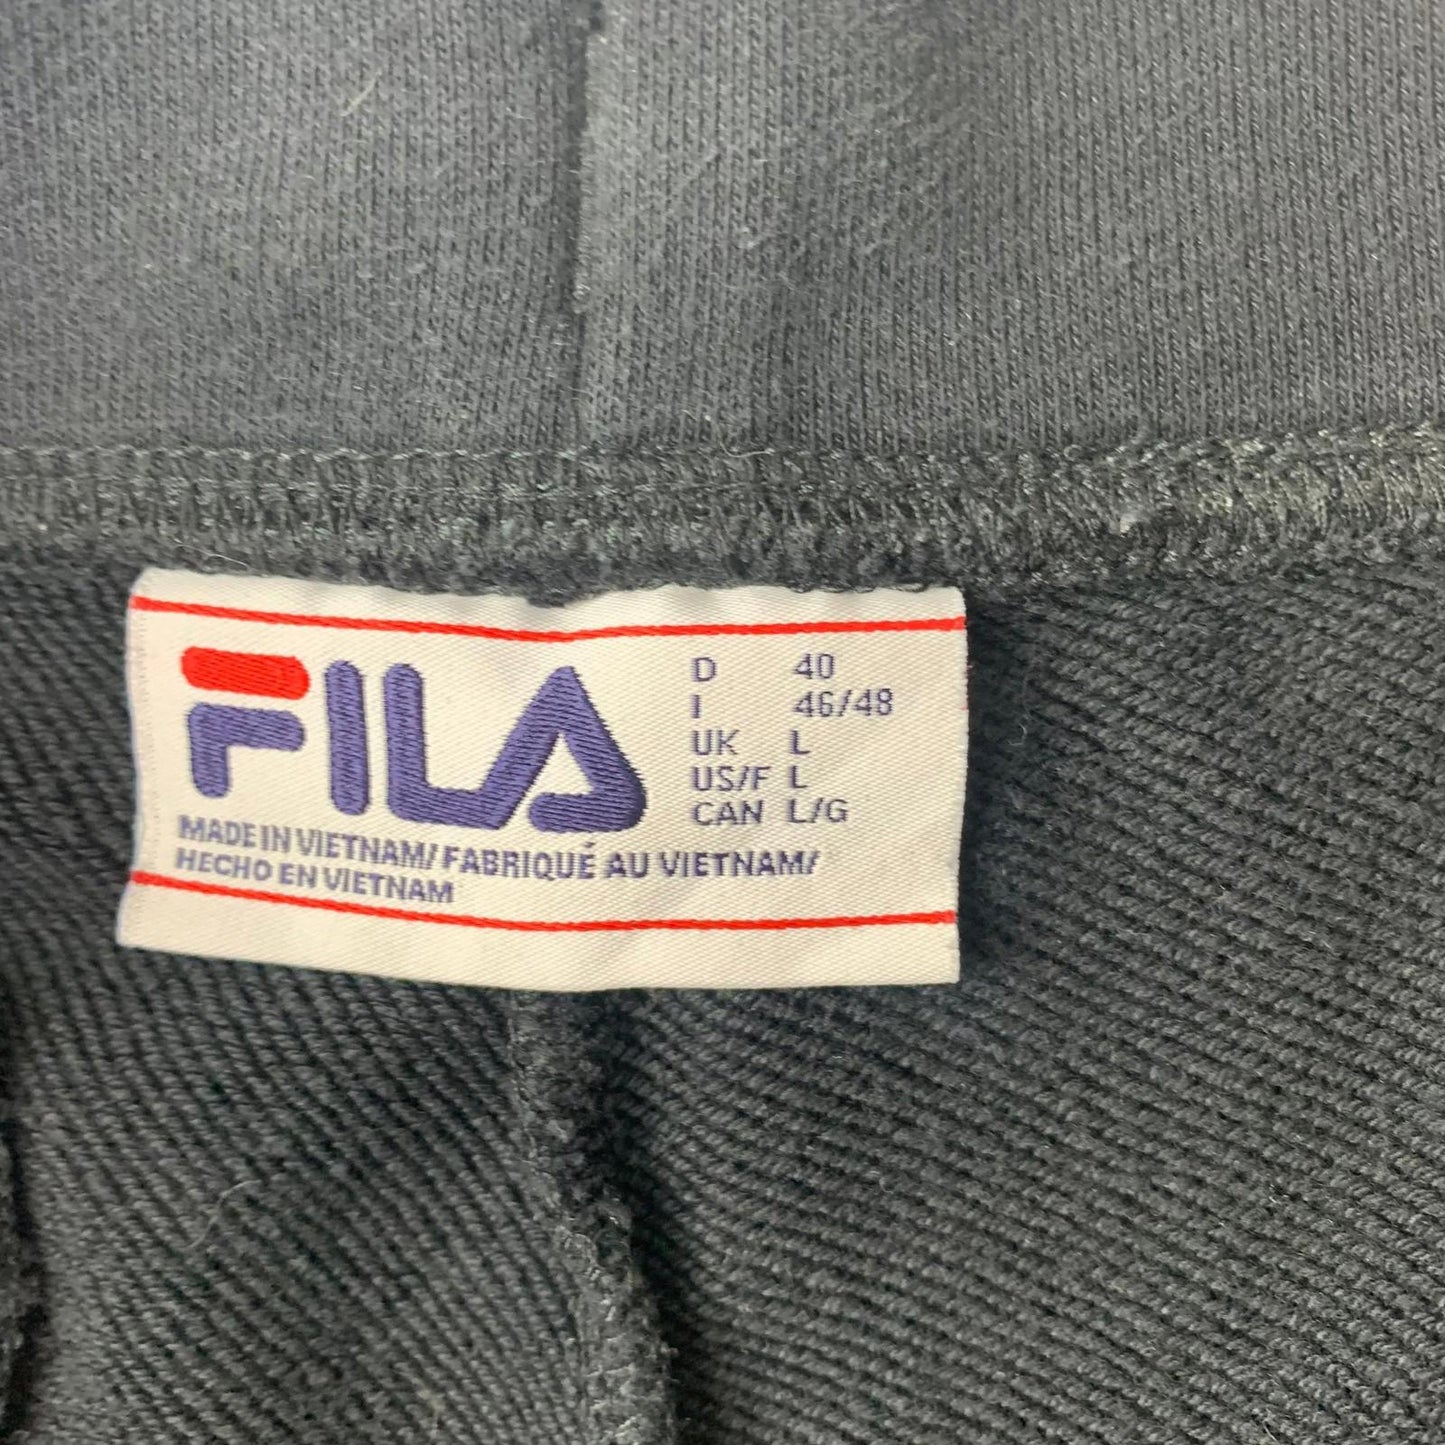 FILA
D 40
I 46/48
UK L
US/F L
CAN L/G
MADE IN VIETNAM/ FABRIQUÉ AU VIETNAM/
HECHO EN VIETNAM